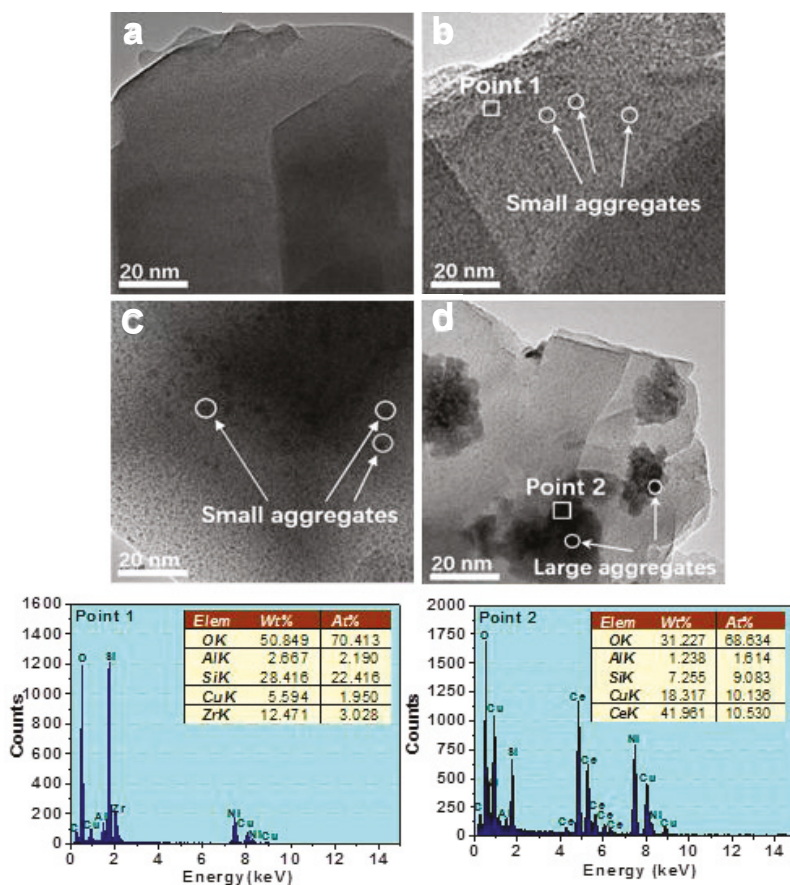 a
b
Point 1
Small aggregates
20 nm
20 nm
c
d
Small aggregates
Point 2
Large aggregates
20 nm
20 nm
1600
1400
1200
1000
800
600
400
200
0
Counts
Point 1
Elem Wt% At%
OK 50.849 70.413
AlK 2.667 2.190
SiK 28.416 22.416
CuK 5.594 1.950
ZrK 12.471 3.028
O
Si
C
Cu
Al
Zr
Ni
Cu
Ni
Cu
0 2 4 6 8 10 12 14
Energy (keV)
2000
1750
1500
1250
1000
750
500
250
0
Counts
Point 2
Elem Wt% At%
OK 31.227 68.634
AlK 1.238 1.614
SiK 7.255 9.083
CuK 18.317 10.136
CeK 41.961 10.530
O
Cu
Si
C
Ce
Ce
Ce
Ce
Ce
Ce
Ni
Cu
Ni
Cu
0 2 4 6 8 10 12 14
Energy (keV)